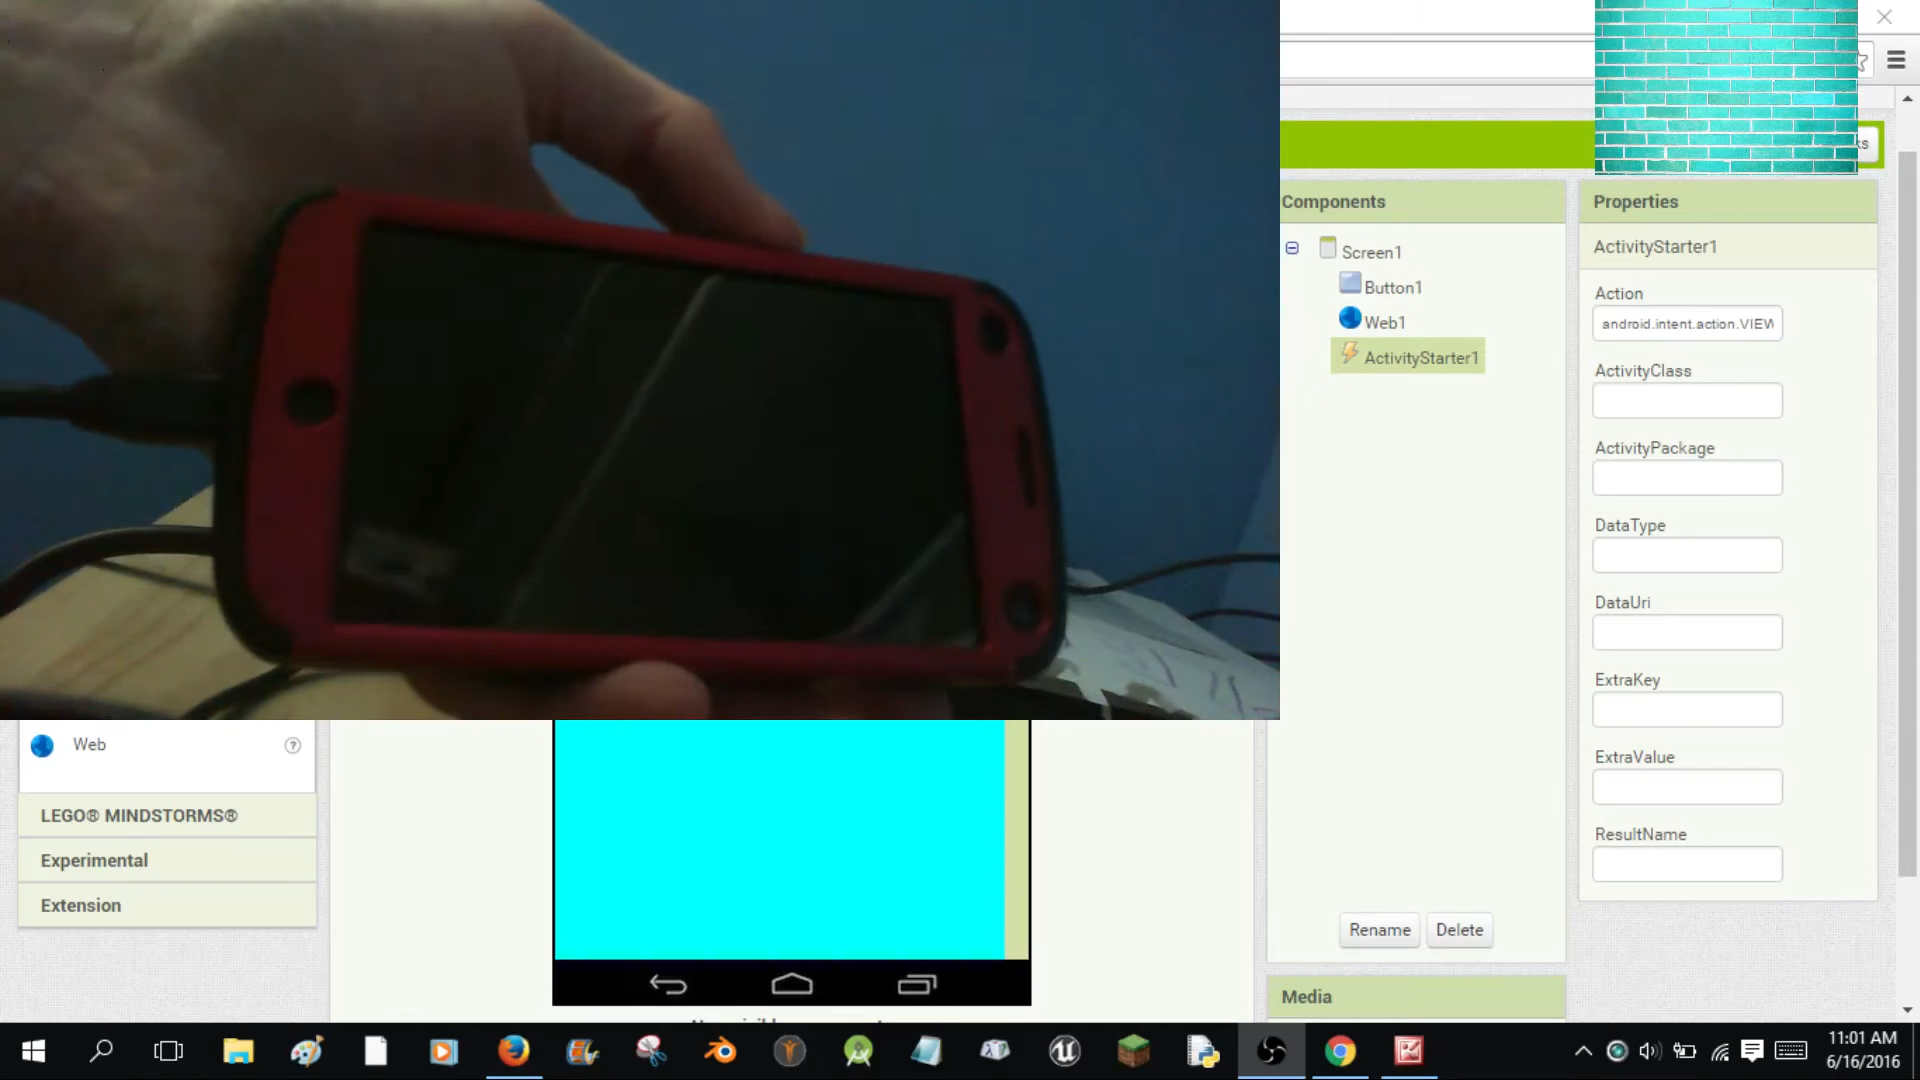 Components
Properties
Screen1
ActivityStarter1
Button1
Action
Web1
android.intent.action.VIEW
ActivityStarter1
ActivityClass
ActivityPackage
DataType
DataUri
ExtraKey
Web
ExtraValue
LEGO® MINDSTORMS®
ResultName
Experimental
Extension
Rename
Delete
Media
11:01 AM
6/16/2016